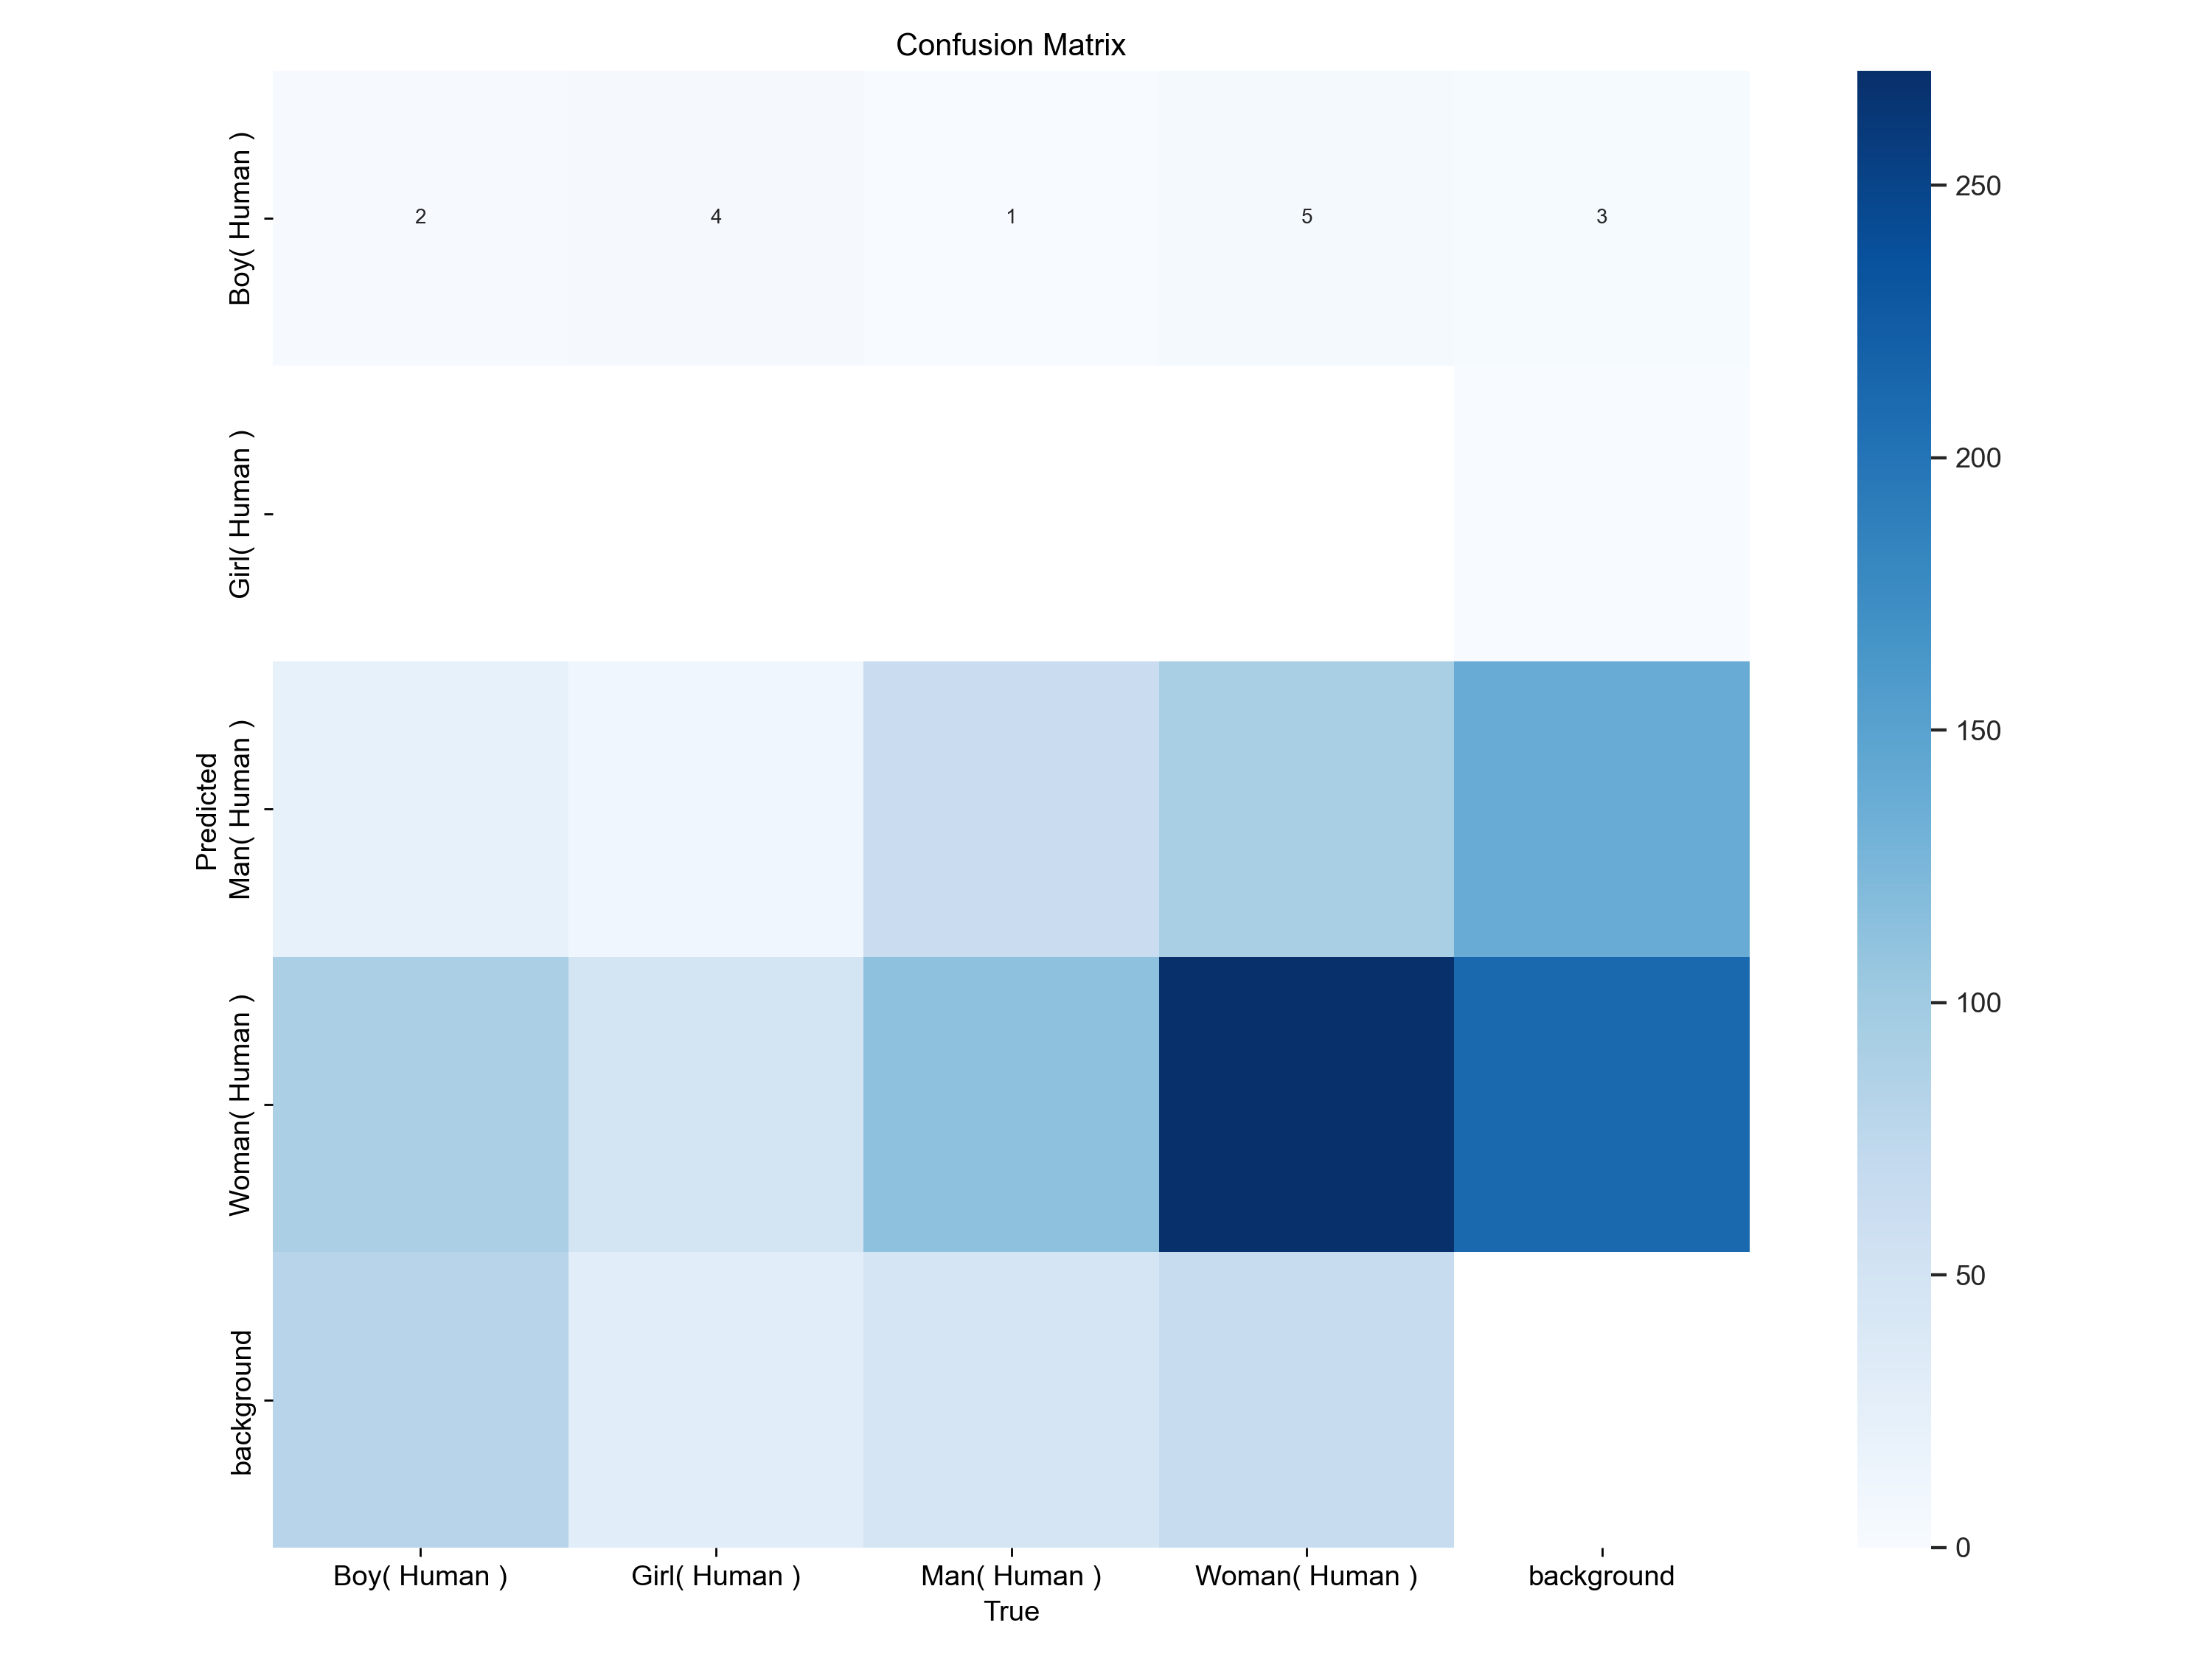 Confusion Matrix
Boy( Human )
2 4 1 5 3
Girl( Human )
Man( Human )
Woman( Human )
background
Predicted
Boy( Human ) Girl( Human ) Man( Human ) Woman( Human ) background
True
250
200
150
100
50
0